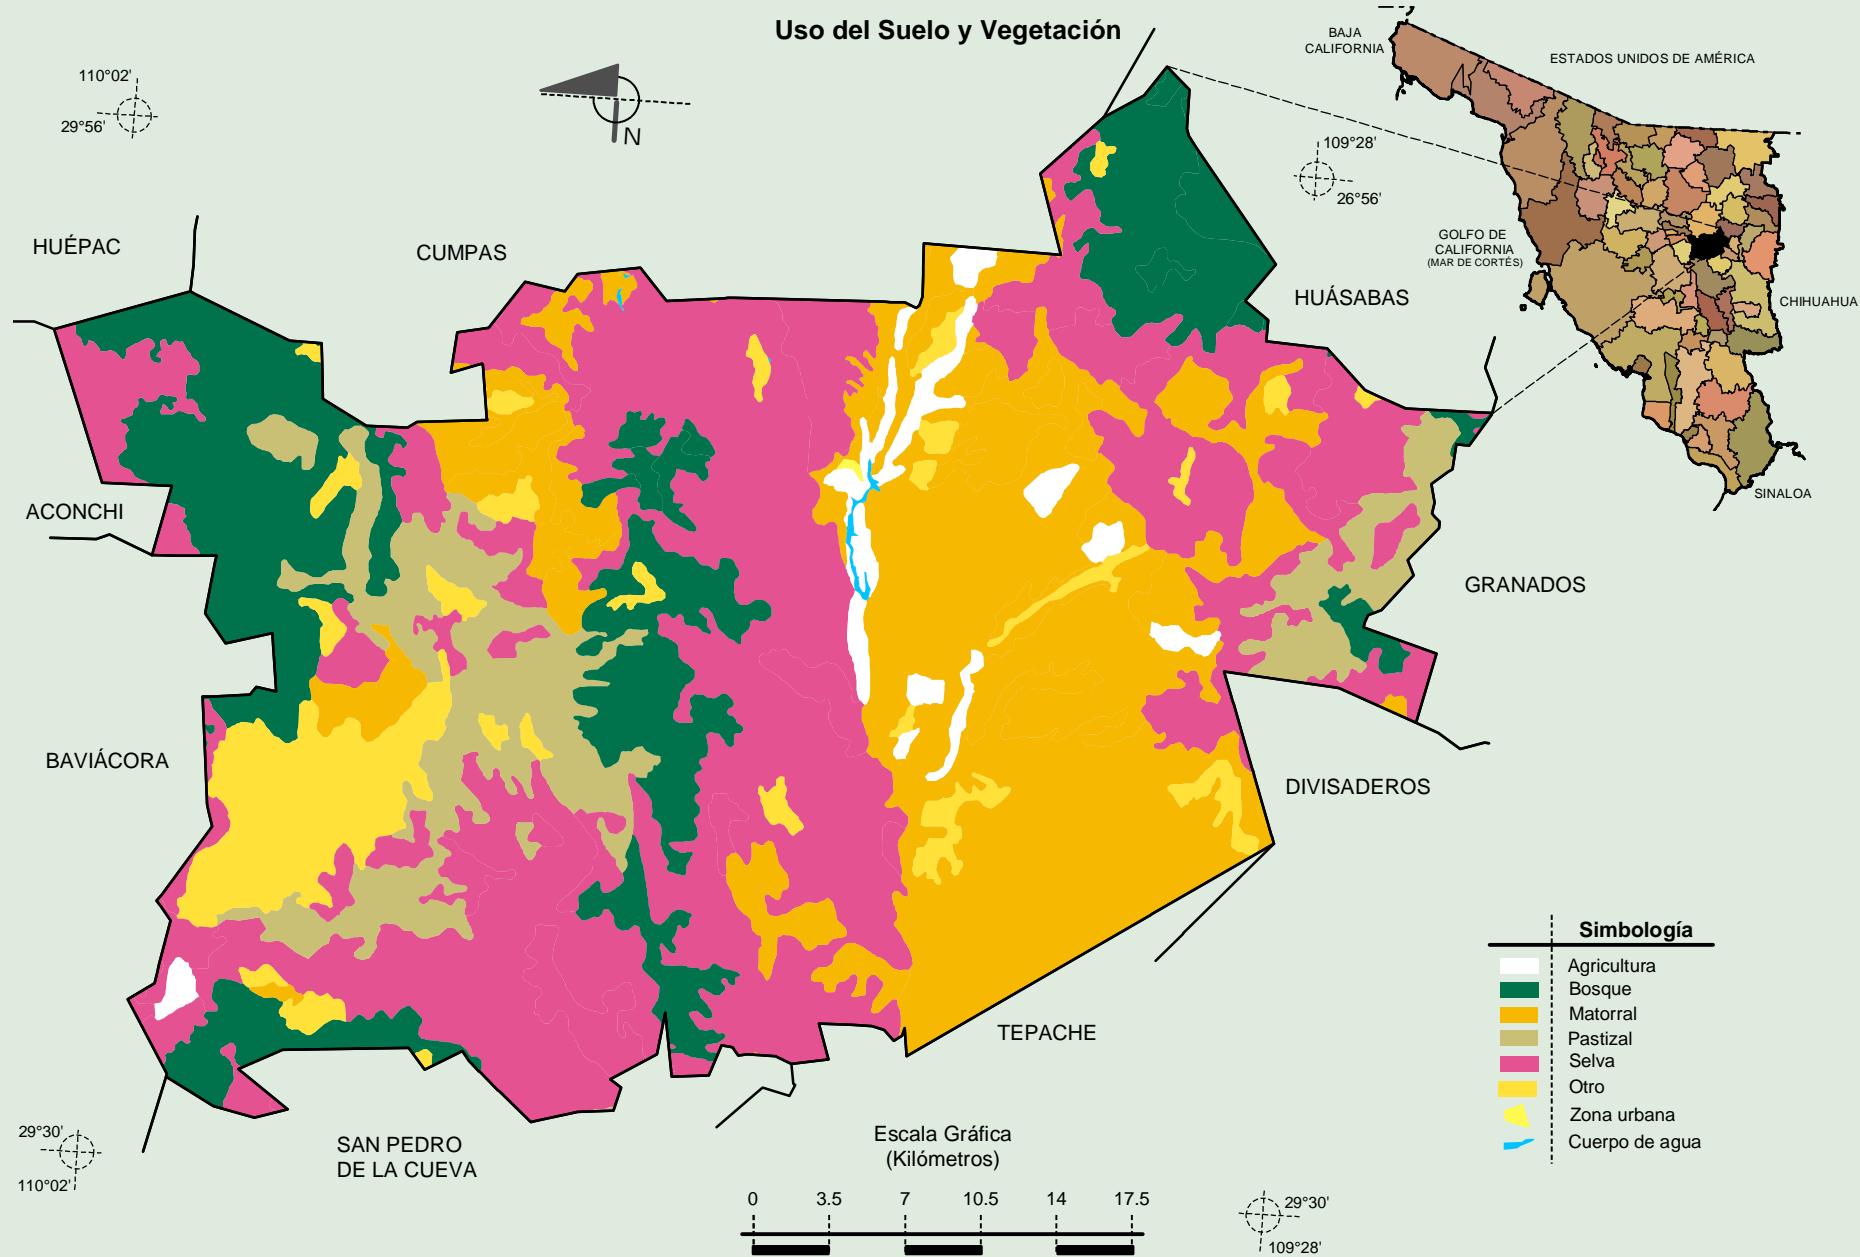 Uso del Suelo y Vegetación
BAJA
CALIFORNIA
ESTADOS UNIDOS DE AMÉRICA
110°02'
29°56'
N
109°28'
26°56'
HUÉPAC
CUMPAS
GOLFO DE
CALIFORNIA
(MAR DE CORTÉS)
HUÁSABAS
CHIHUAHUA
SINALOA
ACONCHI
GRANADOS
BAVIÁCORA
DIVISADEROS
TEPACHE
Simbología
Agricultura
Bosque
Matorral
Pastizal
Selva
Otro
Zona urbana
Cuerpo de agua
29°30'
110°02'
SAN PEDRO
DE LA CUEVA
Escala Gráfica
(Kilómetros)
0 3.5 7 10.5 14 17.5
29°30'
109°28'